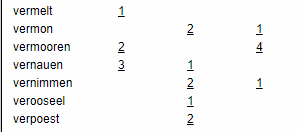 vermelt 1
vermon 2 1
vermooren 2 4
vernauen 3 1
vernimmen 2 1
verooseel 1
verpoest 2